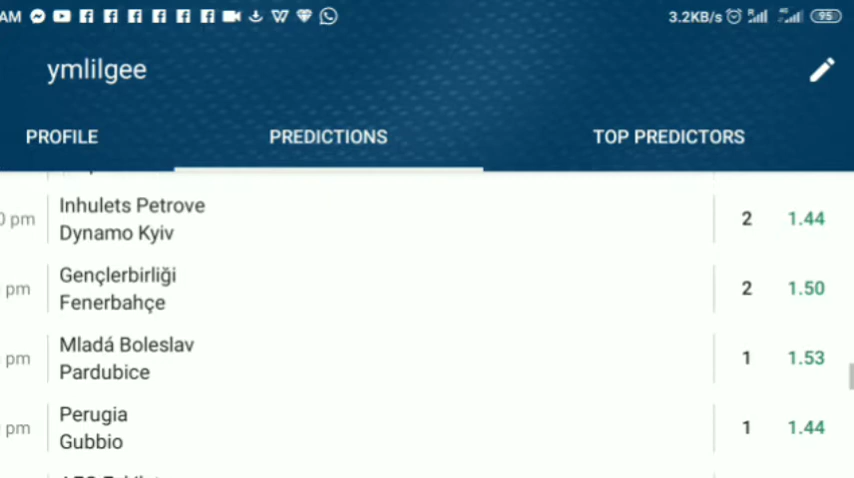 AM 3.2KB/s 95
ymlilgee
PROFILE PREDICTIONS TOP PREDICTORS
Inhulets Petrove
0 pm 2 1.44
Dynamo Kyiv
Gençlerbirliği
pm 2 1.50
Fenerbahçe
Mladá Boleslav
pm 1 1.53
Pardubice
Perugia
pm 1 1.44
Gubbio